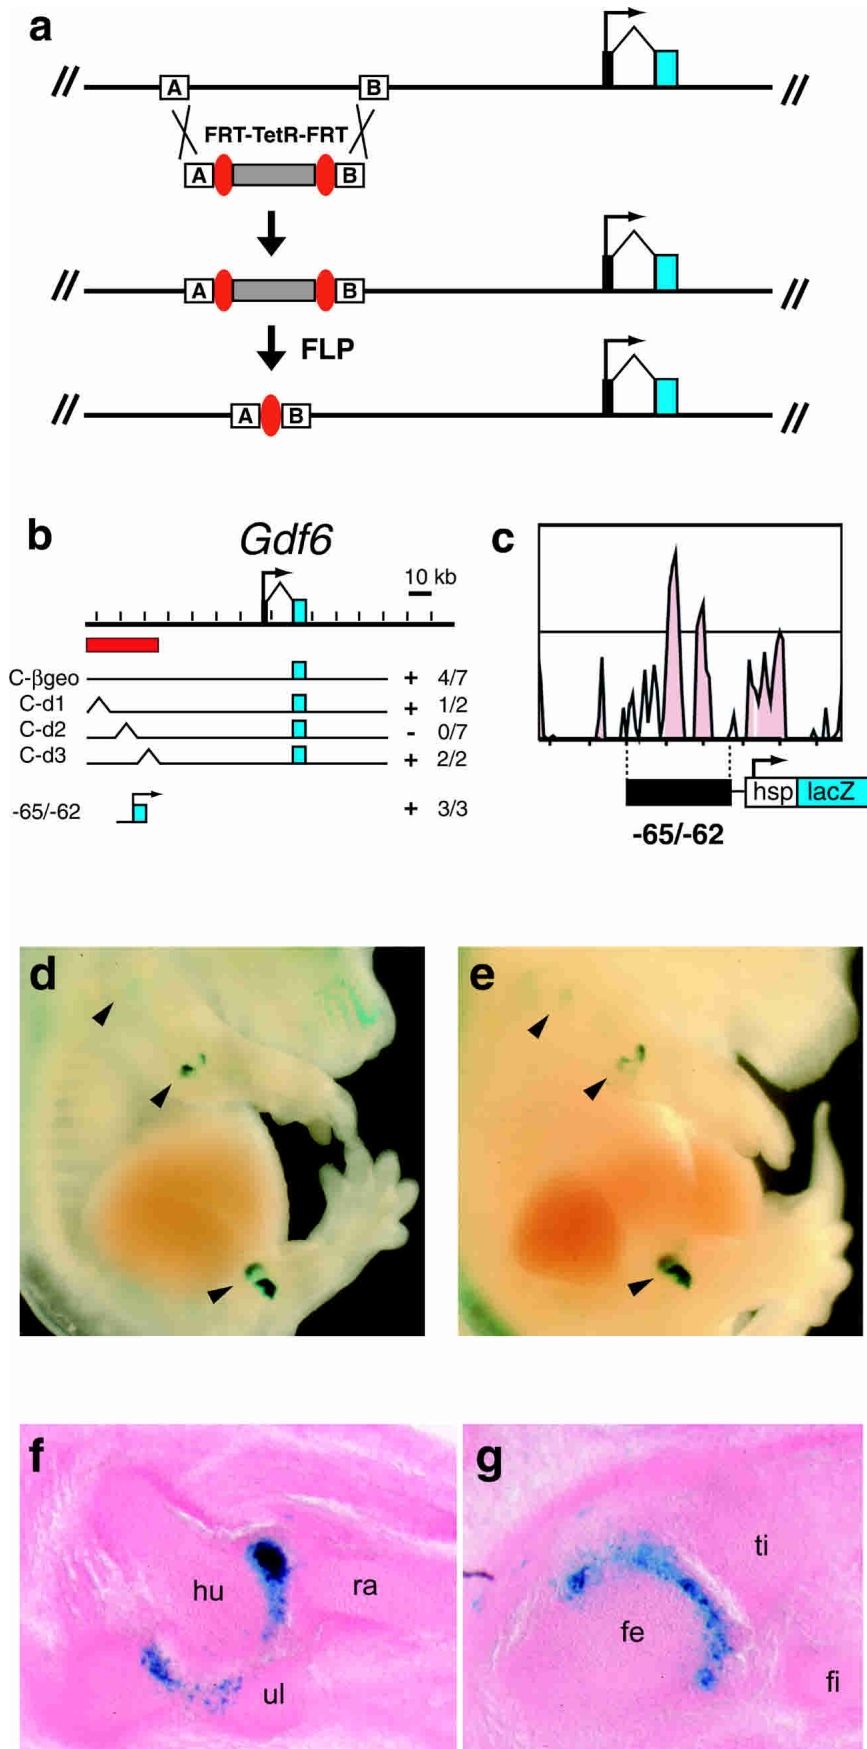 a
A B
FRT-TetR-FRT
A B
A B
FLP
A B
b
Gdf6
10 kb
C-βgeo + 4/7
C-d1 + 1/2
C-d2 - 0/7
C-d3 + 2/2
-65/-62 + 3/3
c
hsp lacZ
-65/-62
d
e
f
hu ra
ul
g
ti
fe
fi